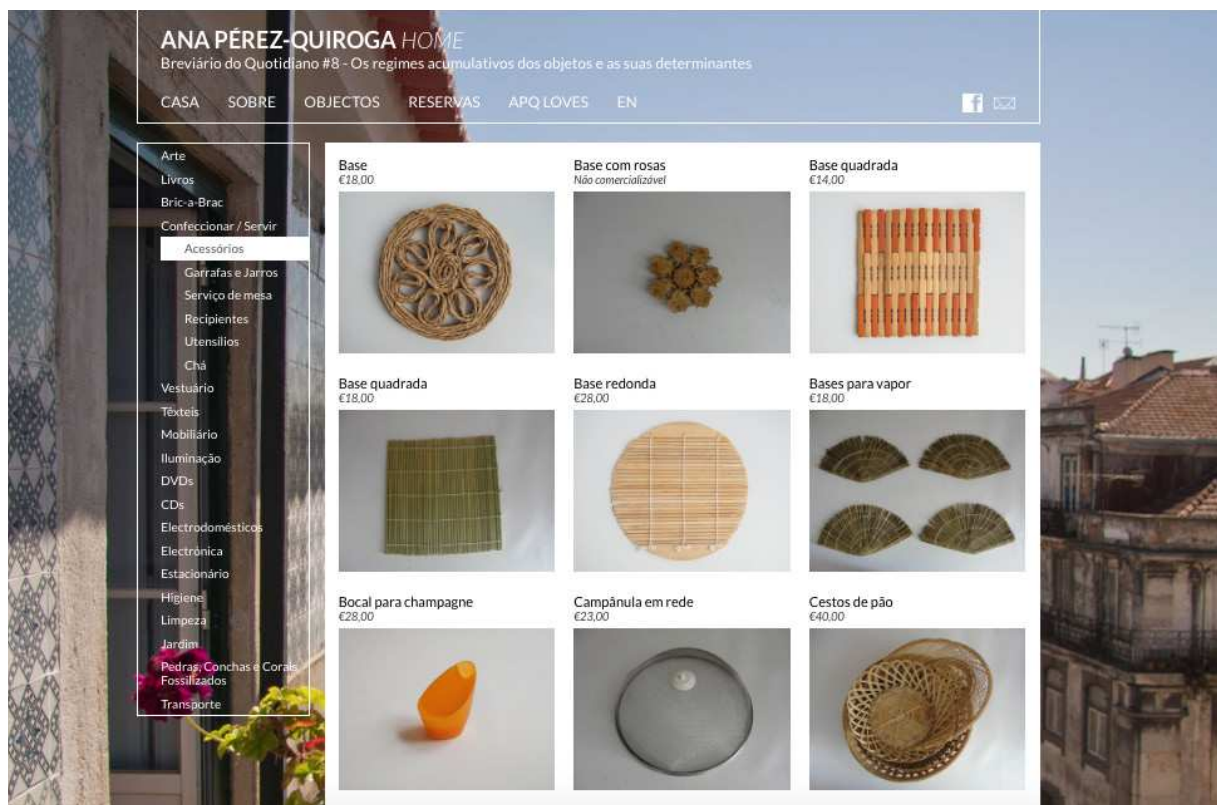 ANA PÉREZ-QUIROGA HOME
Breviário do Quotidiano #8 - Os regimes acumulativos dos objetos e as suas determinantes
CASA SOBRE OBJECTOS RESERVAS APQ LOVES EN
f
Arte
Livros
Bric-a-Brac
Confeccionar / Servir
Acessórios
Garrafas e Jarros
Serviço de mesa
Recipientes
Utensílios
Chá
Vestuário
Têxteis
Mobiliário
Iluminação
DVDs
CDs
Electrodomésticos
Electrónica
Estacionário
Higiene
Limpeza
Jardim
Pedras, Conchas e Corais
Fossilizados
Transporte
Base
€18,00
Base com rosas
Não comercializável
Base quadrada
€14,00
Base quadrada
€18,00
Base redonda
€28,00
Bases para vapor
€18,00
Bocal para champagne
€28,00
Campânula em rede
€23,00
Cestos de pão
€40,00